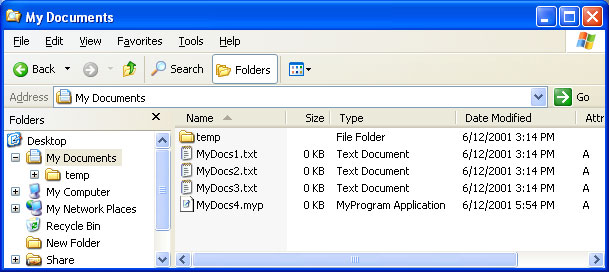 My Documents
File Edit View Favorites Tools Help
Back Search Folders
Address My Documents Go
Folders
Desktop
My Documents
temp
My Computer
My Network Places
Recycle Bin
New Folder
Share
Name Size Type Date Modified Attr
temp File Folder 6/12/2001 3:14 PM
MyDocs1.txt 0 KB Text Document 6/12/2001 3:14 PM A
MyDocs2.txt 0 KB Text Document 6/12/2001 3:14 PM A
MyDocs3.txt 0 KB Text Document 6/12/2001 3:14 PM A
MyDocs4.myp 0 KB MyProgram Application 6/12/2001 5:54 PM A